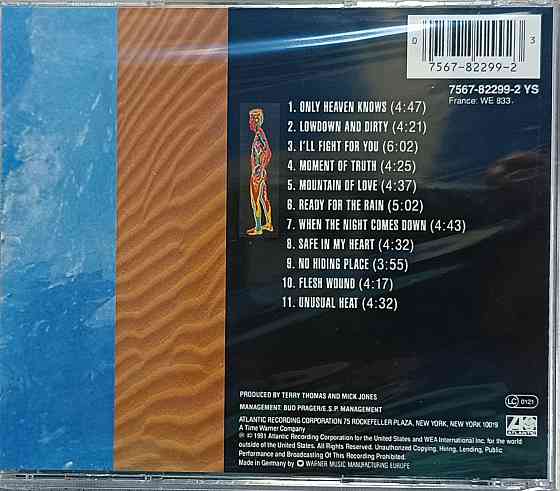 0 3
7567-82299-2
7567-82299-2 YS
France: WE 833
1. ONLY HEAVEN KNOWS (4:47)
2. LOWDOWN AND DIRTY (4:21)
3. I'LL FIGHT FOR YOU (6:02)
4. MOMENT OF TRUTH (4:25)
5. MOUNTAIN OF LOVE (4:37)
6. READY FOR THE RAIN (5:02)
7. WHEN THE NIGHT COMES DOWN (4:43)
8. SAFE IN MY HEART (4:32)
9. NO HIDING PLACE (3:55)
10. FLESH WOUND (4:17)
11. UNUSUAL HEAT (4:32)
PRODUCED BY TERRY THOMAS AND MICK JONES
MANAGEMENT: BUD PRAGER/E.S.P. MANAGEMENT
LC 0121
ATLANTIC RECORDING CORPORATION 75 ROCKEFELLER PLAZA, NEW YORK, NEW YORK 10019
A Time Warner Company
ATLANTIC
℗ © 1991 Atlantic Recording Corporation for the United States and WEA International Inc. for the world
outside of the United States. All Rights Reserved. Unauthorized Copying, Hiring, Lending, Public
Performance and Broadcasting Of This Recording Prohibited.
Made in Germany by WARNER MUSIC MANUFACTURING EUROPE